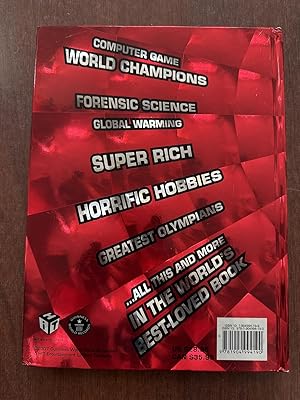 COMPUTER GAME
WORLD CHAMPIONS
FORENSIC SCIENCE
GLOBAL WARMING
SUPER RICH
HORRIFIC HOBBIES
GREATEST OLYMPIANS
...ALL THIS AND MORE
IN THE WORLD'S
BEST-LOVED BOOK